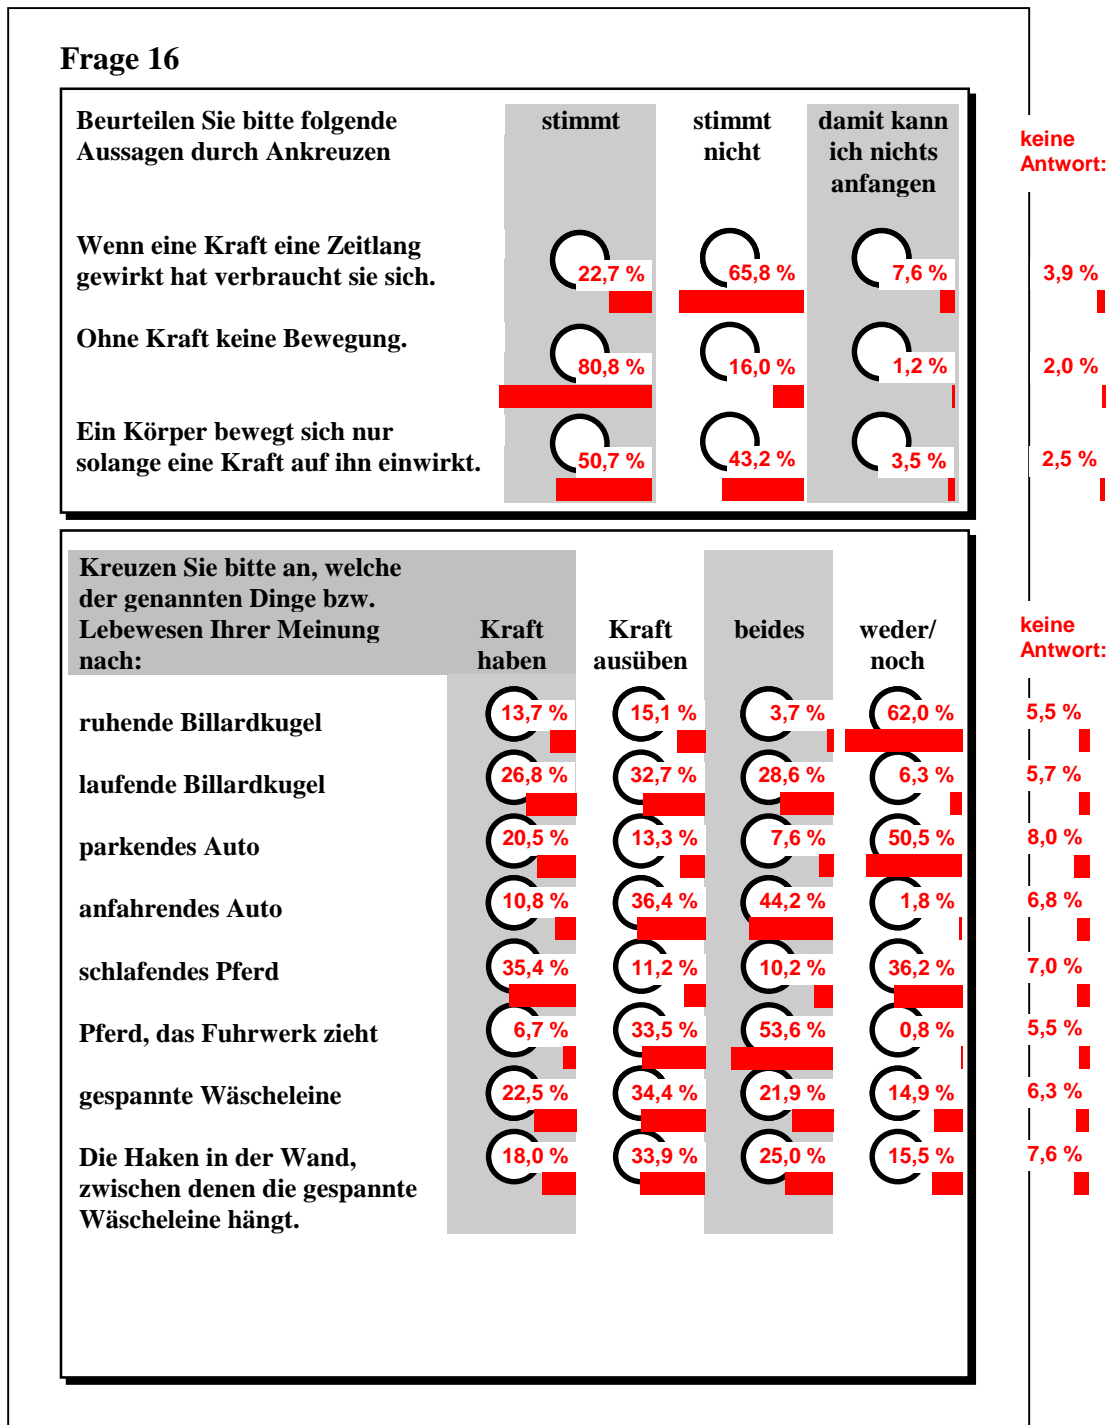 Frage 16
Beurteilen Sie bitte folgende
Aussagen durch Ankreuzen
stimmt
stimmt
nicht
damit kann
ich nichts
anfangen
keine
Antwort:
Wenn eine Kraft eine Zeitlang
gewirkt hat verbraucht sie sich.
22,7 % 65,8 % 7,6 % 3,9 %
Ohne Kraft keine Bewegung.
80,8 % 16,0 % 1,2 % 2,0 %
Ein Körper bewegt sich nur
solange eine Kraft auf ihn einwirkt.
50,7 % 43,2 % 3,5 % 2,5 %
Kreuzen Sie bitte an, welche
der genannten Dinge bzw.
Lebewesen Ihrer Meinung
nach:
Kraft
haben
Kraft
ausüben
beides
weder/
noch
keine
Antwort:
ruhende Billardkugel 13,7 % 15,1 % 3,7 % 62,0 % 5,5 %
laufende Billardkugel 26,8 % 32,7 % 28,6 % 6,3 % 5,7 %
parkendes Auto 20,5 % 13,3 % 7,6 % 50,5 % 8,0 %
anfahrendes Auto 10,8 % 36,4 % 44,2 % 1,8 % 6,8 %
schlafendes Pferd 35,4 % 11,2 % 10,2 % 36,2 % 7,0 %
Pferd, das Fuhrwerk zieht 6,7 % 33,5 % 53,6 % 0,8 % 5,5 %
gespannte Wäscheleine 22,5 % 34,4 % 21,9 % 14,9 % 6,3 %
Die Haken in der Wand, 18,0 % 33,9 % 25,0 % 15,5 % 7,6 %
zwischen denen die gespannte
Wäscheleine hängt.